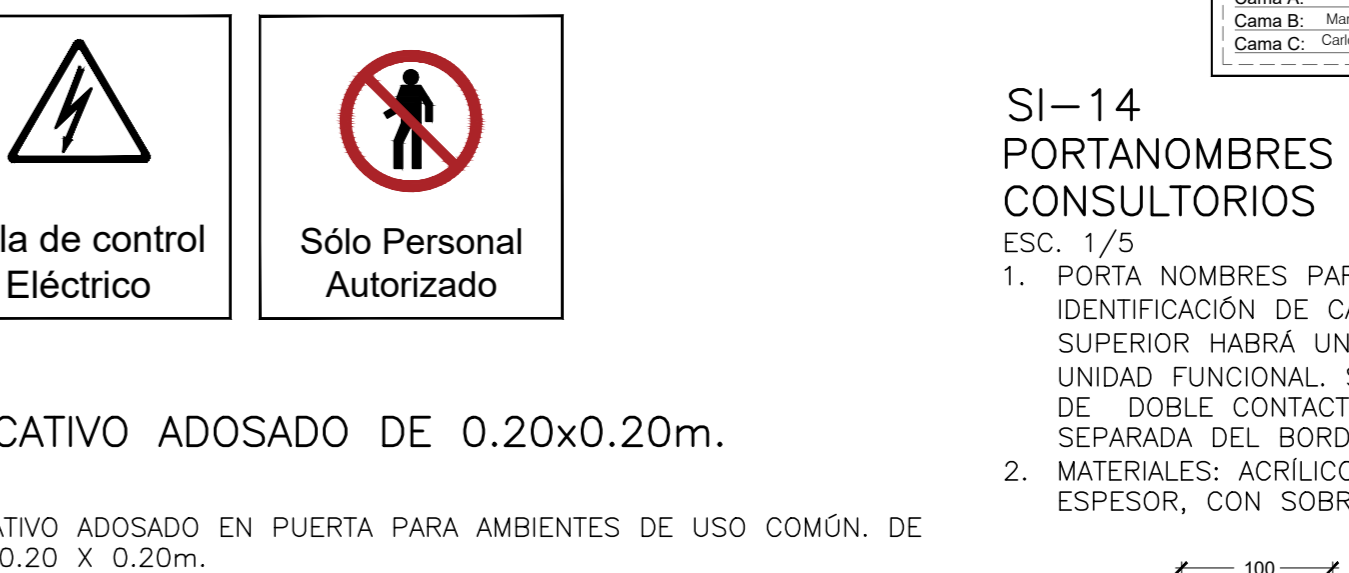 la de control
Eléctrico
Sólo Personal
Autorizado
CATIVO ADOSADO DE 0.20x0.20m.
ATIVO ADOSADO EN PUERTA PARA AMBIENTES DE USO COMÚN. DE
0.20 X 0.20m.
Cama B: Mar
Cama C: Carl
SI-14
PORTANOMBRES
CONSULTORIOS
ESC. 1/5
1. PORTA NOMBRES PAR
IDENTIFICACIÓN DE CA
SUPERIOR HABRÁ UN
UNIDAD FUNCIONAL. S
DE DOBLE CONTACT
SEPARADA DEL BORD
2. MATERIALES: ACRÍLICO
ESPESOR, CON SOBR
100